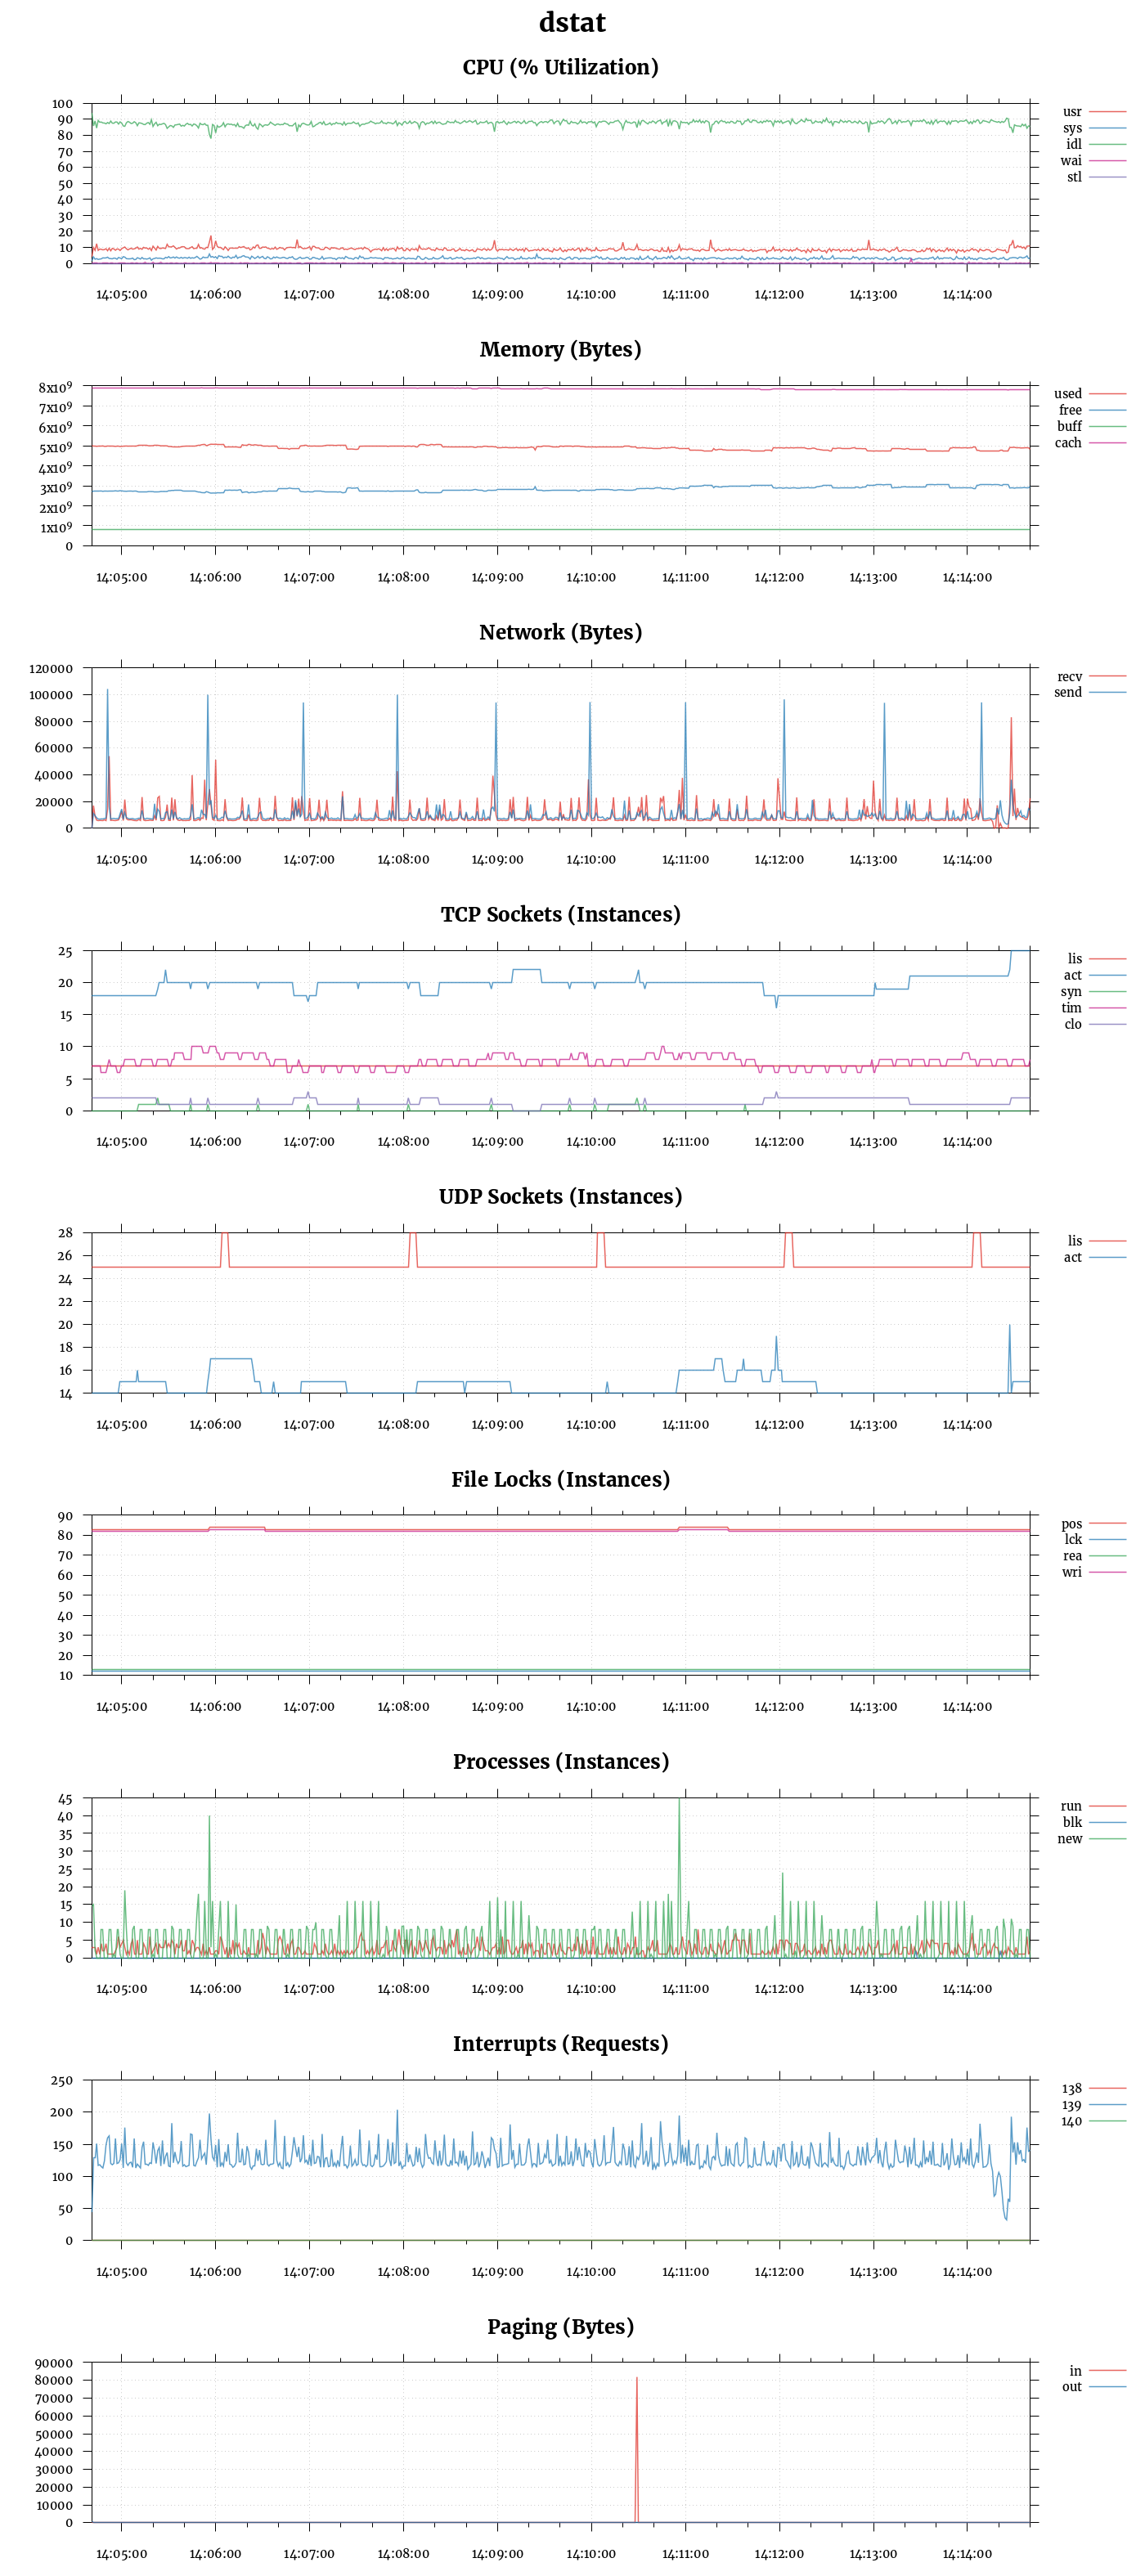 dstat
CPU (% Utilization)
100
90
80
70
60
50
40
30
20
10
0
14:05:00 14:06:00 14:07:00 14:08:00 14:09:00 14:10:00 14:11:00 14:12:00 14:13:00 14:14:00
usr
sys
idl
wai
stl
Memory (Bytes)
8x10⁹
7x10⁹
6x10⁹
5x10⁹
4x10⁹
3x10⁹
2x10⁹
1x10⁹
0
14:05:00 14:06:00 14:07:00 14:08:00 14:09:00 14:10:00 14:11:00 14:12:00 14:13:00 14:14:00
used
free
buff
cach
Network (Bytes)
120000
100000
80000
60000
40000
20000
0
14:05:00 14:06:00 14:07:00 14:08:00 14:09:00 14:10:00 14:11:00 14:12:00 14:13:00 14:14:00
recv
send
TCP Sockets (Instances)
25
20
15
10
5
0
14:05:00 14:06:00 14:07:00 14:08:00 14:09:00 14:10:00 14:11:00 14:12:00 14:13:00 14:14:00
lis
act
syn
tim
clo
UDP Sockets (Instances)
28
26
24
22
20
18
16
14
14:05:00 14:06:00 14:07:00 14:08:00 14:09:00 14:10:00 14:11:00 14:12:00 14:13:00 14:14:00
lis
act
File Locks (Instances)
90
80
70
60
50
40
30
20
10
14:05:00 14:06:00 14:07:00 14:08:00 14:09:00 14:10:00 14:11:00 14:12:00 14:13:00 14:14:00
pos
lck
rea
wri
Processes (Instances)
45
40
35
30
25
20
15
10
5
0
14:05:00 14:06:00 14:07:00 14:08:00 14:09:00 14:10:00 14:11:00 14:12:00 14:13:00 14:14:00
run
blk
new
Interrupts (Requests)
250
200
150
100
50
0
14:05:00 14:06:00 14:07:00 14:08:00 14:09:00 14:10:00 14:11:00 14:12:00 14:13:00 14:14:00
138
139
140
Paging (Bytes)
90000
80000
70000
60000
50000
40000
30000
20000
10000
0
14:05:00 14:06:00 14:07:00 14:08:00 14:09:00 14:10:00 14:11:00 14:12:00 14:13:00 14:14:00
in
out